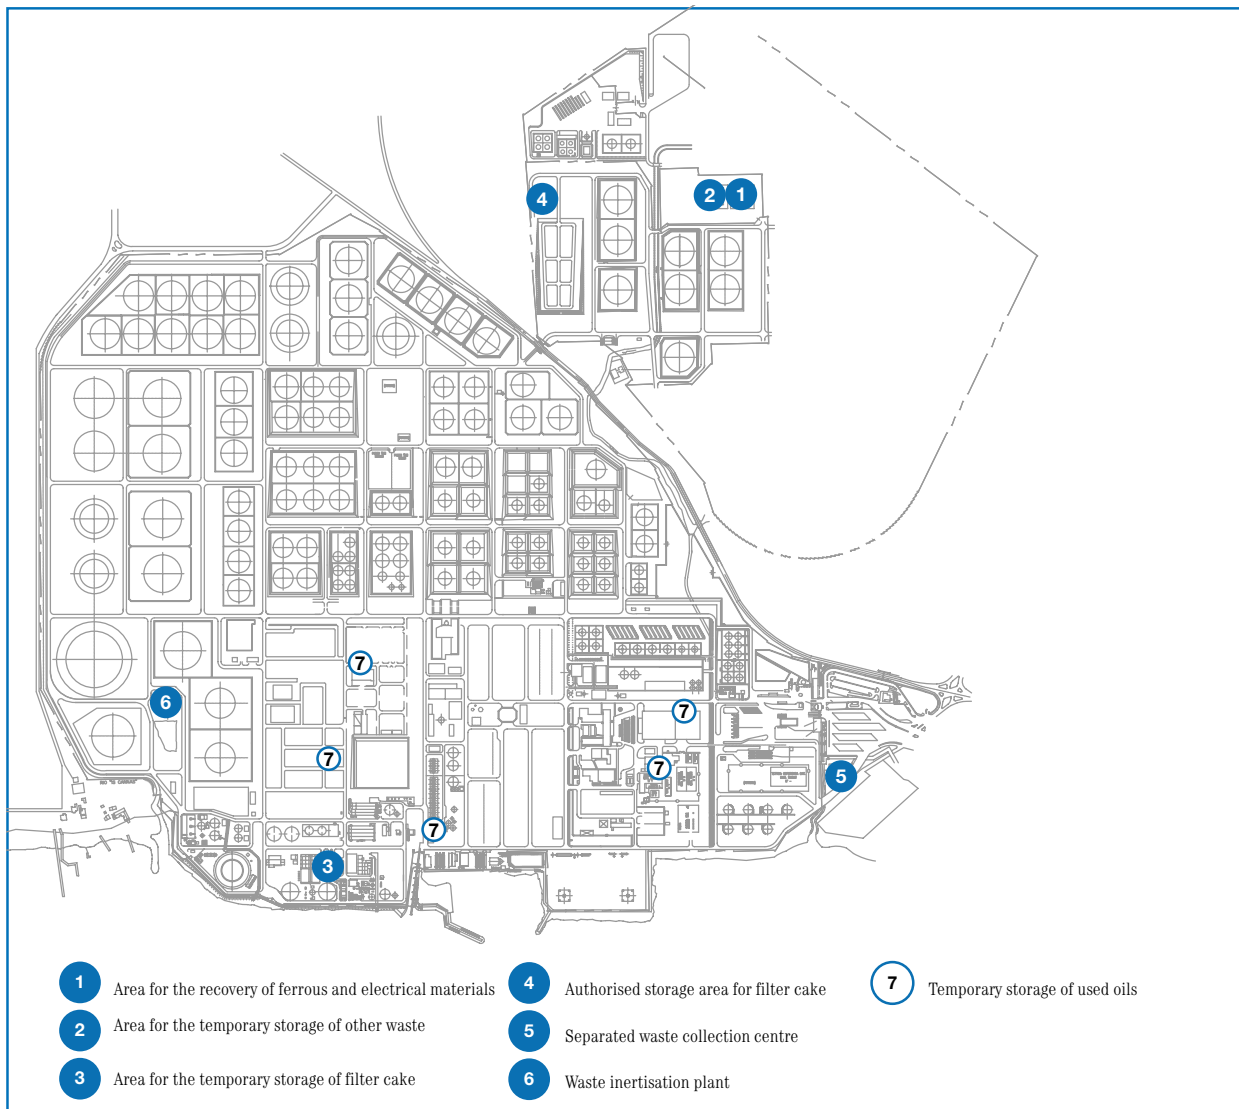 4
2
1
7
6
7
7
7
5
7
3
1 Area for the recovery of ferrous and electrical materials
2 Area for the temporary storage of other waste
3 Area for the temporary storage of filter cake
4 Authorised storage area for filter cake
5 Separated waste collection centre
6 Waste inertisation plant
7 Temporary storage of used oils